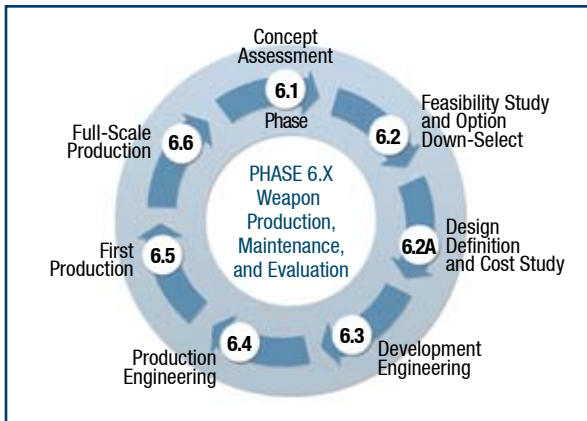 Concept
Assessment
6.1
Phase
Feasibility Study
and Option
Down-Select
6.2
Design
Definition
and Cost Study
6.2A
Development
Engineering
6.3
Production
Engineering
6.4
First
Production
6.5
Full-Scale
Production
6.6
PHASE 6.X
Weapon
Production,
Maintenance,
and Evaluation